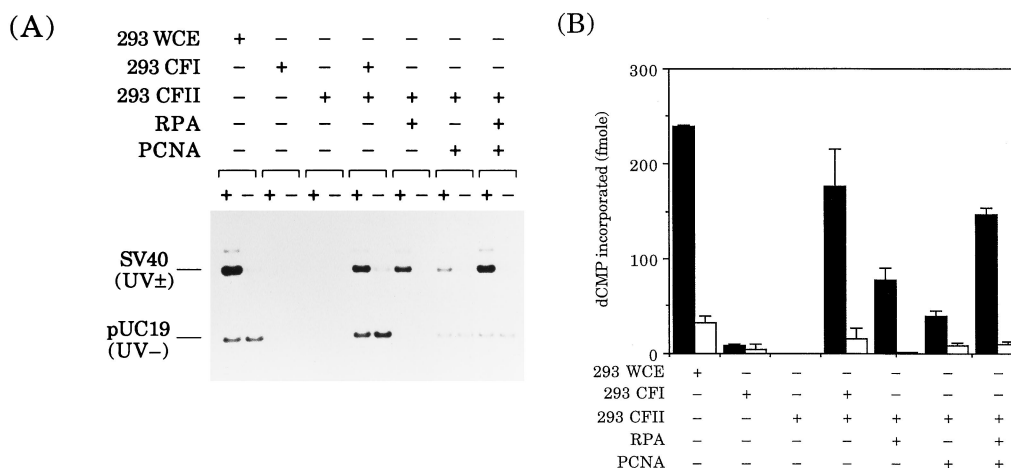 (A)
293 WCE + − − − − − −
293 CFI − + − + − − −
293 CFII − − + + + + +
RPA − − − − + − +
PCNA − − − − − + +
+ − + − + − + − + − + − + −
SV40
(UV±)
pUC19
(UV−)
(B)
dCMP incorporated (fmole)
300
200
100
0
293 WCE + − − − − − −
293 CFI − + − + − − −
293 CFII − − + + + + +
RPA − − − − + − +
PCNA − − − − − + +